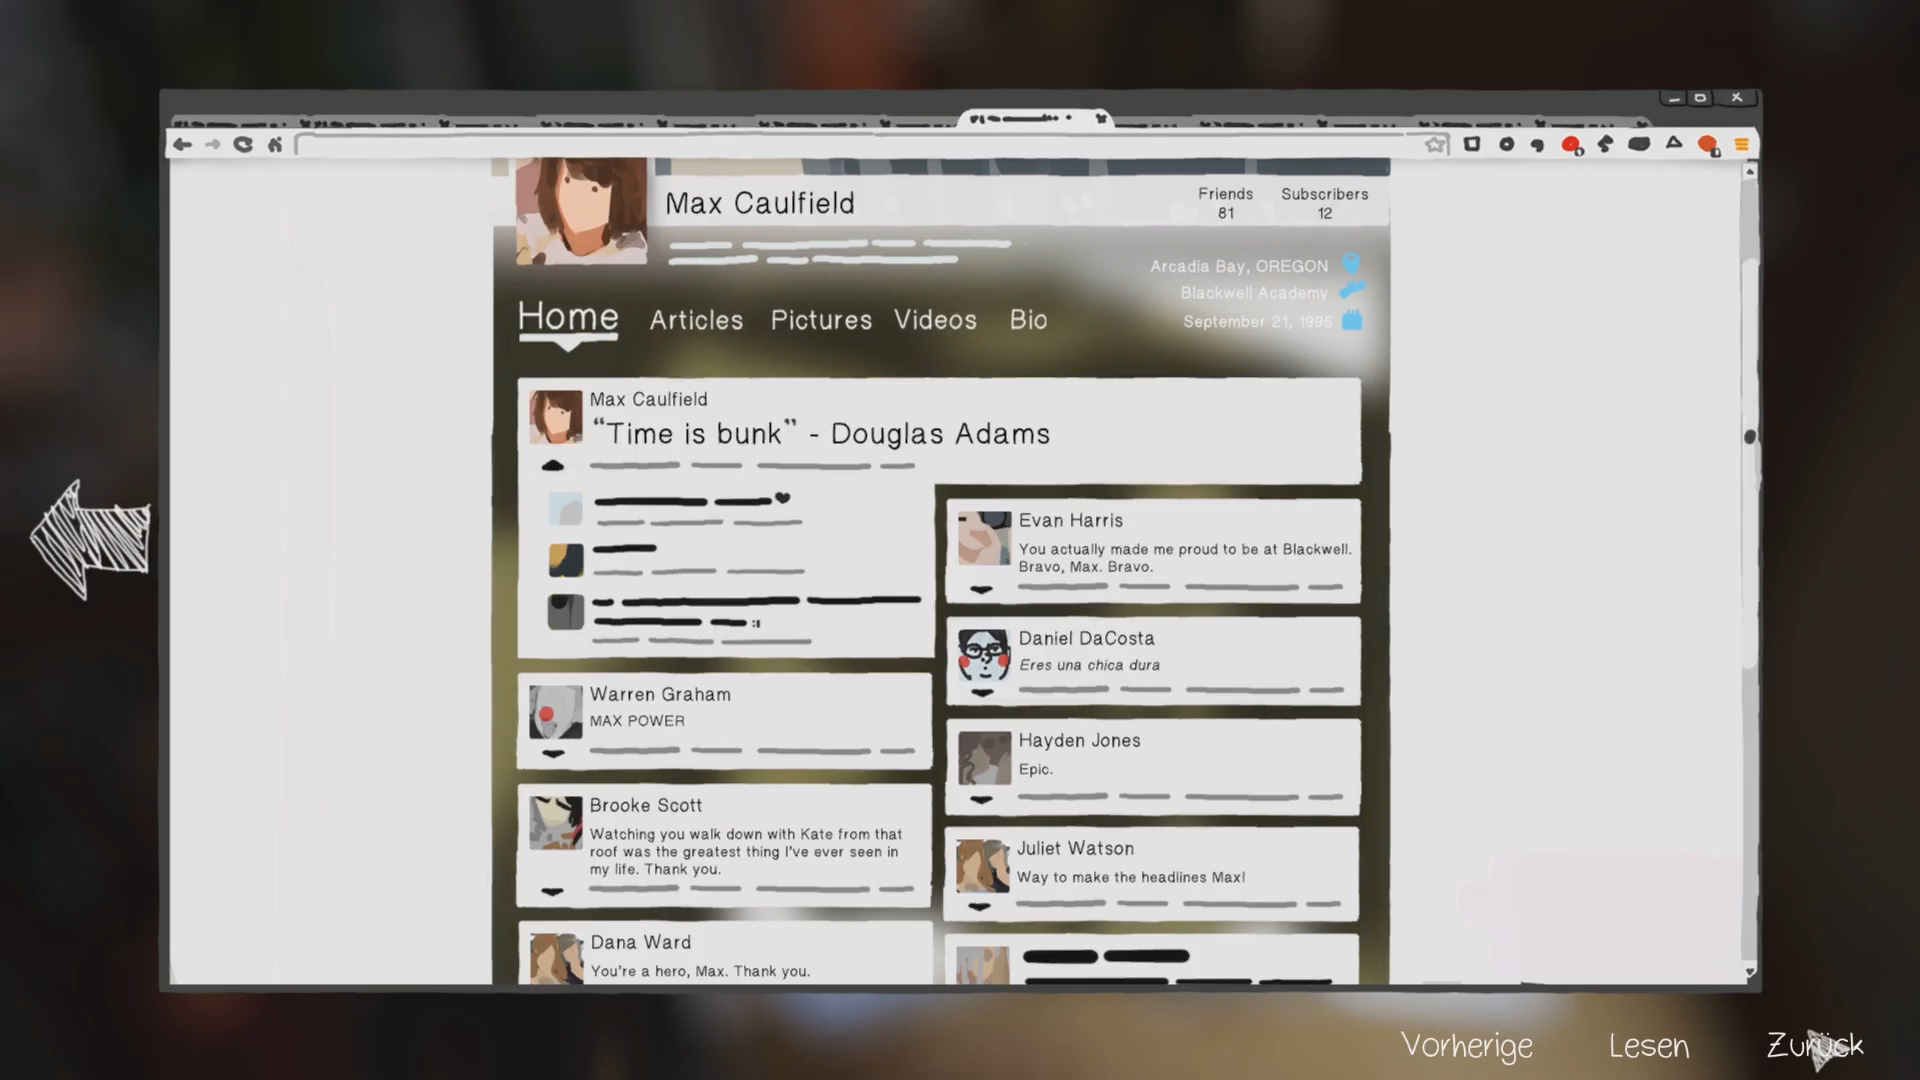 Max Caulfield
Friends
81
Subscribers
12
Arcadia Bay, OREGON
Blackwell Academy
September 21, 1995
Home
Articles
Pictures
Videos
Bio
Max Caulfield
“Time is bunk” - Douglas Adams
Warren Graham
MAX POWER
Brooke Scott
Watching you walk down with Kate from that
roof was the greatest thing I've ever seen in
my life. Thank you.
Dana Ward
You're a hero, Max. Thank you.
Evan Harris
You actually made me proud to be at Blackwell.
Bravo, Max. Bravo.
Daniel DaCosta
Eres una chica dura
Hayden Jones
Epic.
Juliet Watson
Way to make the headlines Max!
Vorherige
Lesen
Zurück